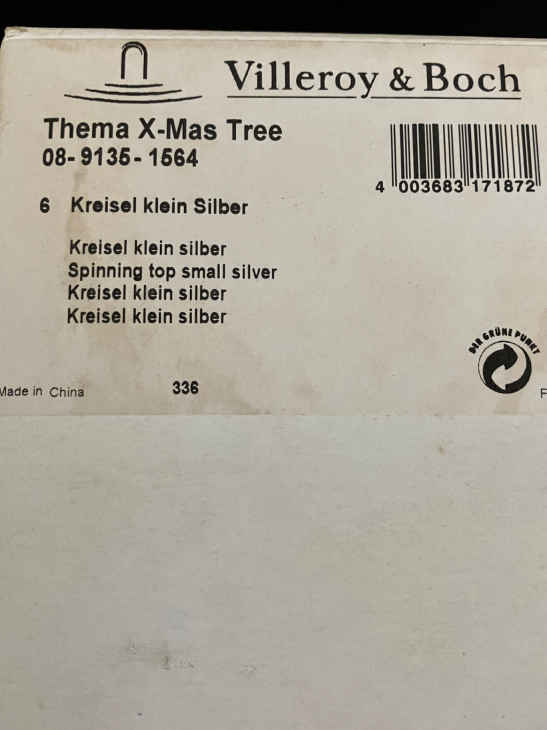 Villeroy & Boch
Thema X-Mas Tree
08-9135-1564
4 003683 171872
6 Kreisel klein Silber
Kreisel klein silber
Spinning top small silver
Kreisel klein silber
Kreisel klein silber
DER GRÜNE PUNKT
Made in China
336
F